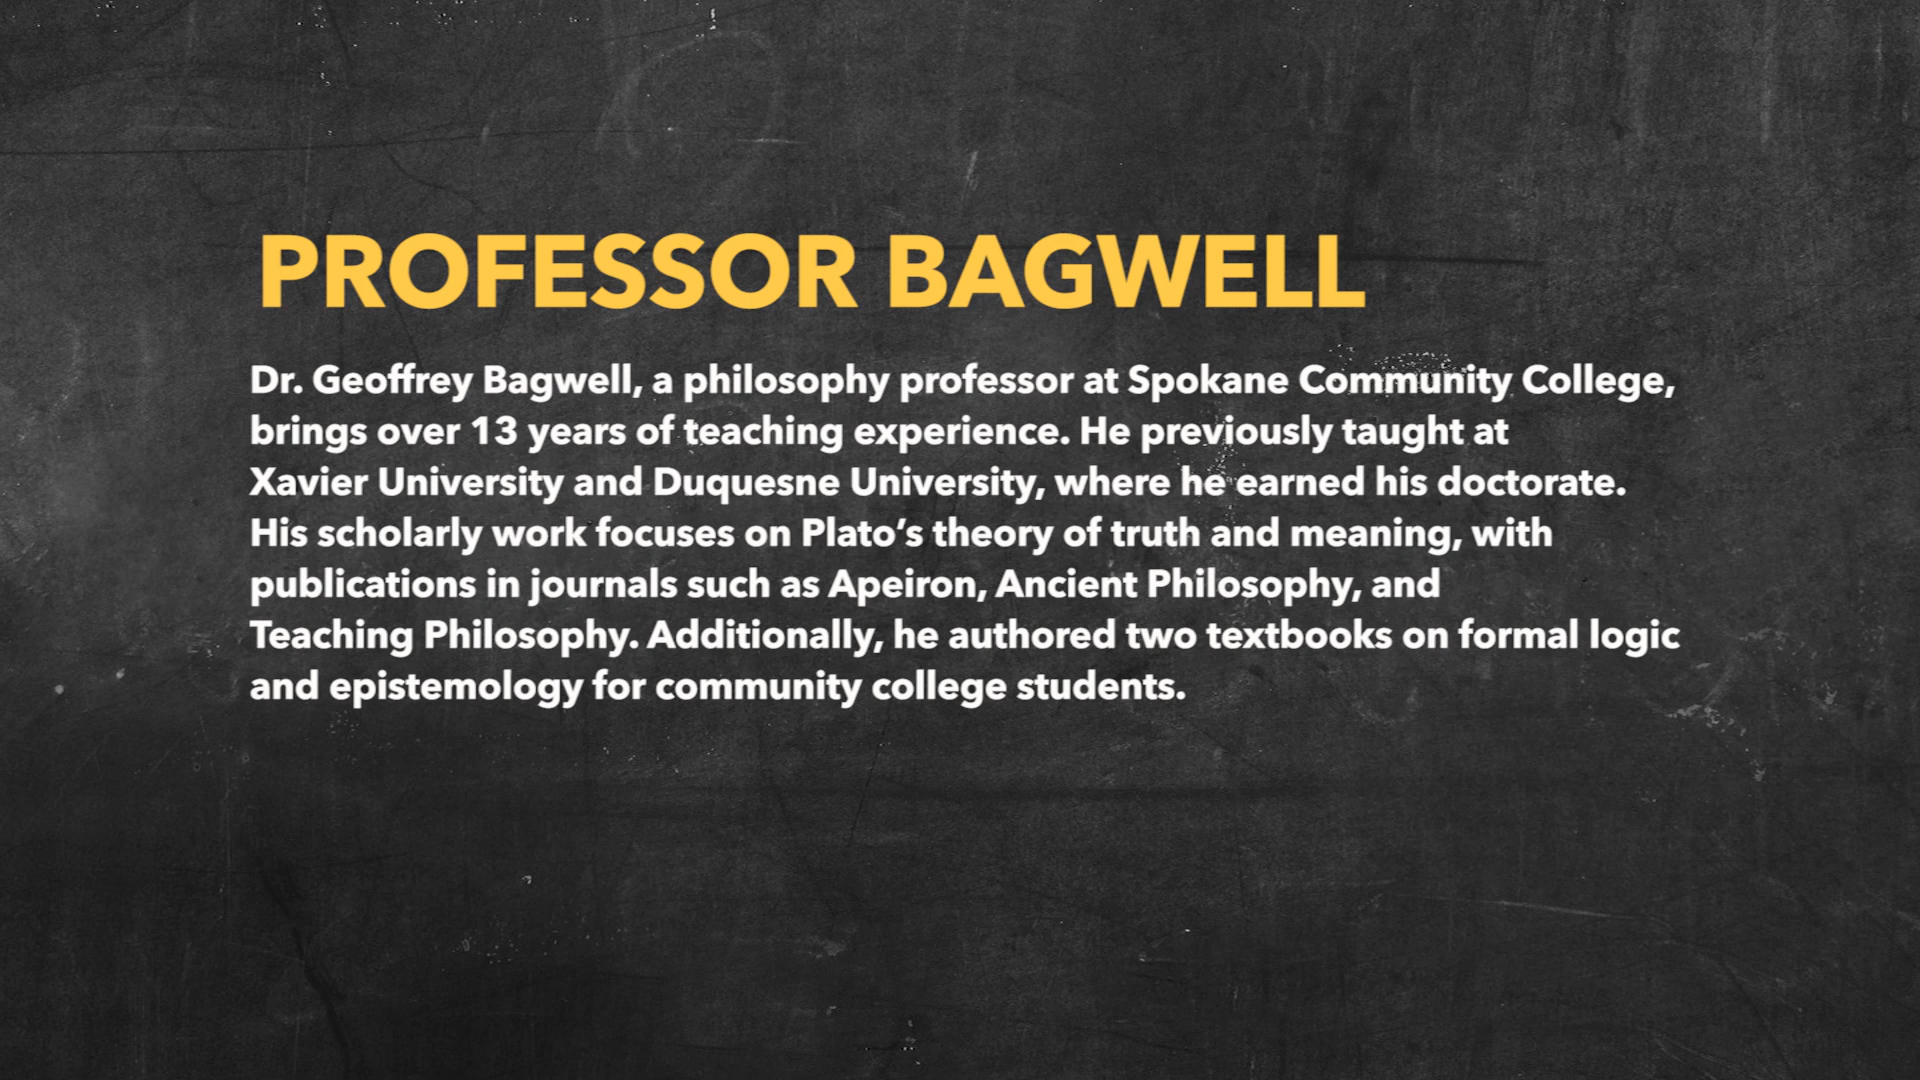 PROFESSOR BAGWELL
Dr. Geoffrey Bagwell, a philosophy professor at Spokane Community College,
brings over 13 years of teaching experience. He previously taught at
Xavier University and Duquesne University, where he earned his doctorate.
His scholarly work focuses on Plato’s theory of truth and meaning, with
publications in journals such as Apeiron, Ancient Philosophy, and
Teaching Philosophy. Additionally, he authored two textbooks on formal logic
and epistemology for community college students.